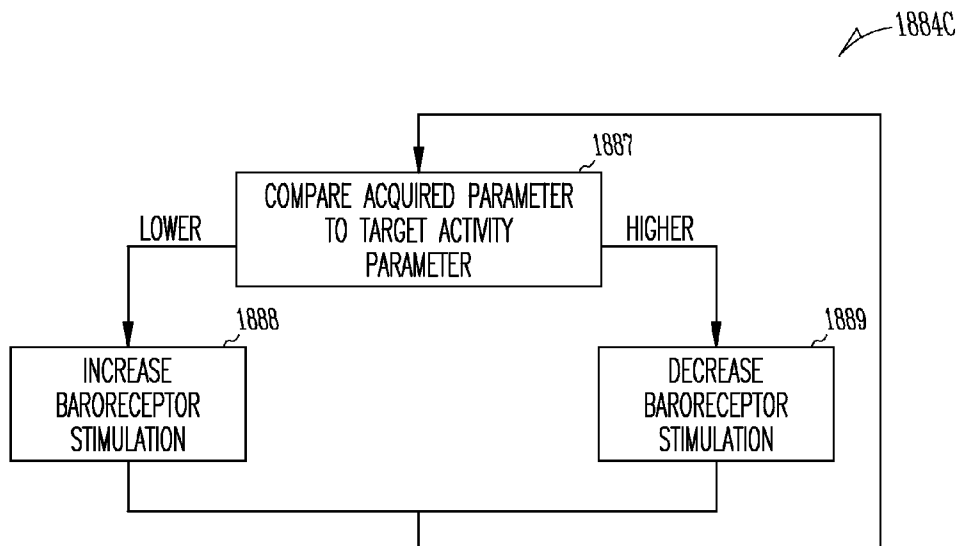 1884C
1887
COMPARE ACQUIRED PARAMETER
TO TARGET ACTIVITY
PARAMETER
LOWER
HIGHER
1888
INCREASE
BARORECEPTOR
STIMULATION
1889
DECREASE
BARORECEPTOR
STIMULATION